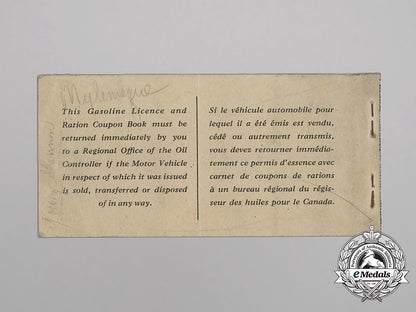 This Gasoline Licence and
Ration Coupon Book must be
returned immediately by you
to a Regional Office of the Oil
Controller if the Motor Vehicle
in respect of which it was issued
is sold, transferred or disposed
of in any way.
Si le véhicule automobile pour
lequel il a été émis est vendu,
cédé ou autrement transmis,
vous devez retourner immédia-
tement ce permis d'essence avec
carnet de coupons de rations
à un bureau régional du régis-
seur des huiles pour le Canada.
eMedals